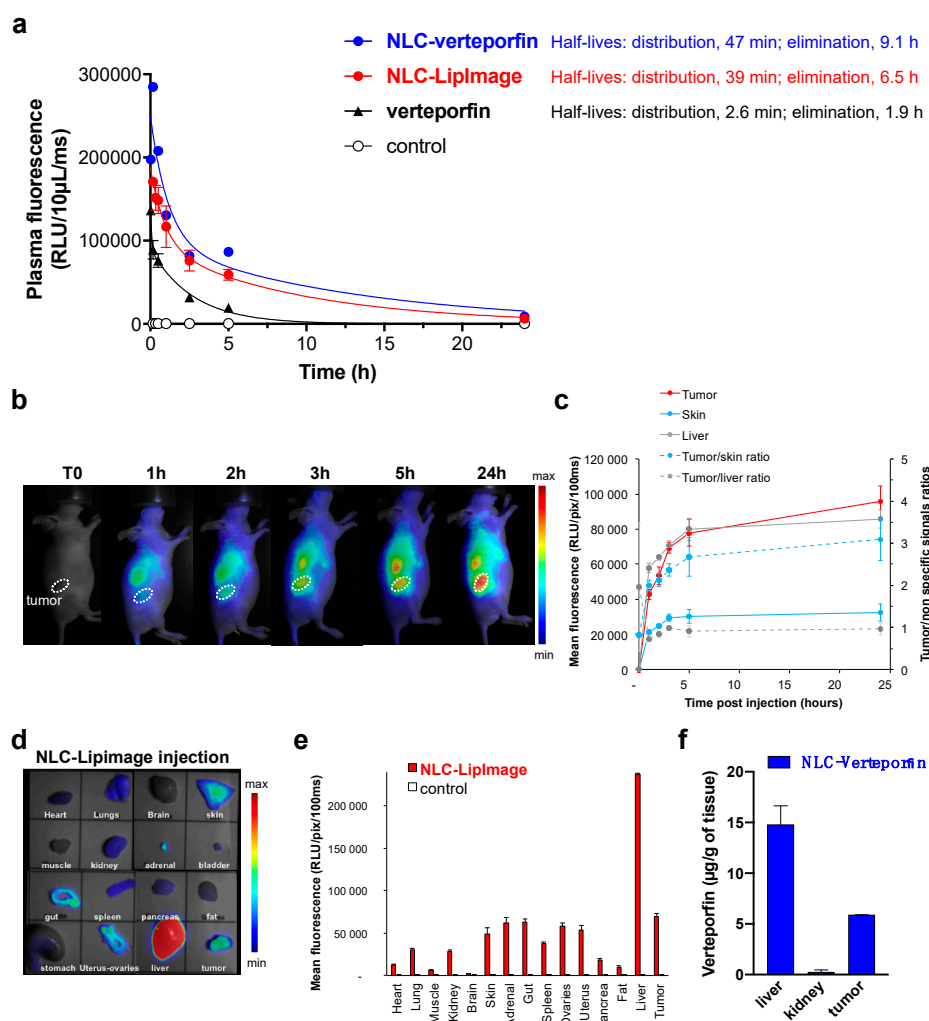 a
NLC-verteporfin Half-lives: distribution, 47 min; elimination, 9.1 h
NLC-LipImage Half-lives: distribution, 39 min; elimination, 6.5 h
verteporfin Half-lives: distribution, 2.6 min; elimination, 1.9 h
control
Plasma fluorescence
(RLU/10µL/ms)
300000
200000
100000
0
0 5 10 15 20
Time (h)
b
T0 1h 2h 3h 5h 24h
tumor
max
min
c
Tumor
Skin
Liver
Tumor/skin ratio
Tumor/liver ratio
Mean fluorescence (RLU/pix/100ms)
120 000
100 000
80 000
60 000
40 000
20 000
0
5
4
3
2
1
0
Tumor/non specific signals ratios
- 5 10 15 20 25
Time post injection (hours)
d
NLC-Lipimage injection
Heart Lungs Brain skin
muscle kidney adrenal bladder
gut spleen pancreas fat
stomach Uterus-ovaries liver tumor
max
min
e
NLC-LipImage
control
Mean fluorescence (RLU/pix/100ms)
200 000
150 000
100 000
50 000
-
Heart
Lung
Muscle
Kidney
Brain
Skin
Adrenal
Gut
Spleen
Ovaries
Uterus
Pancrea
Fat
Liver
Tumor
f
NLC-Verteporfin
Verteporfin (µg/g of tissue)
20
15
10
5
0
liver
kidney
tumor